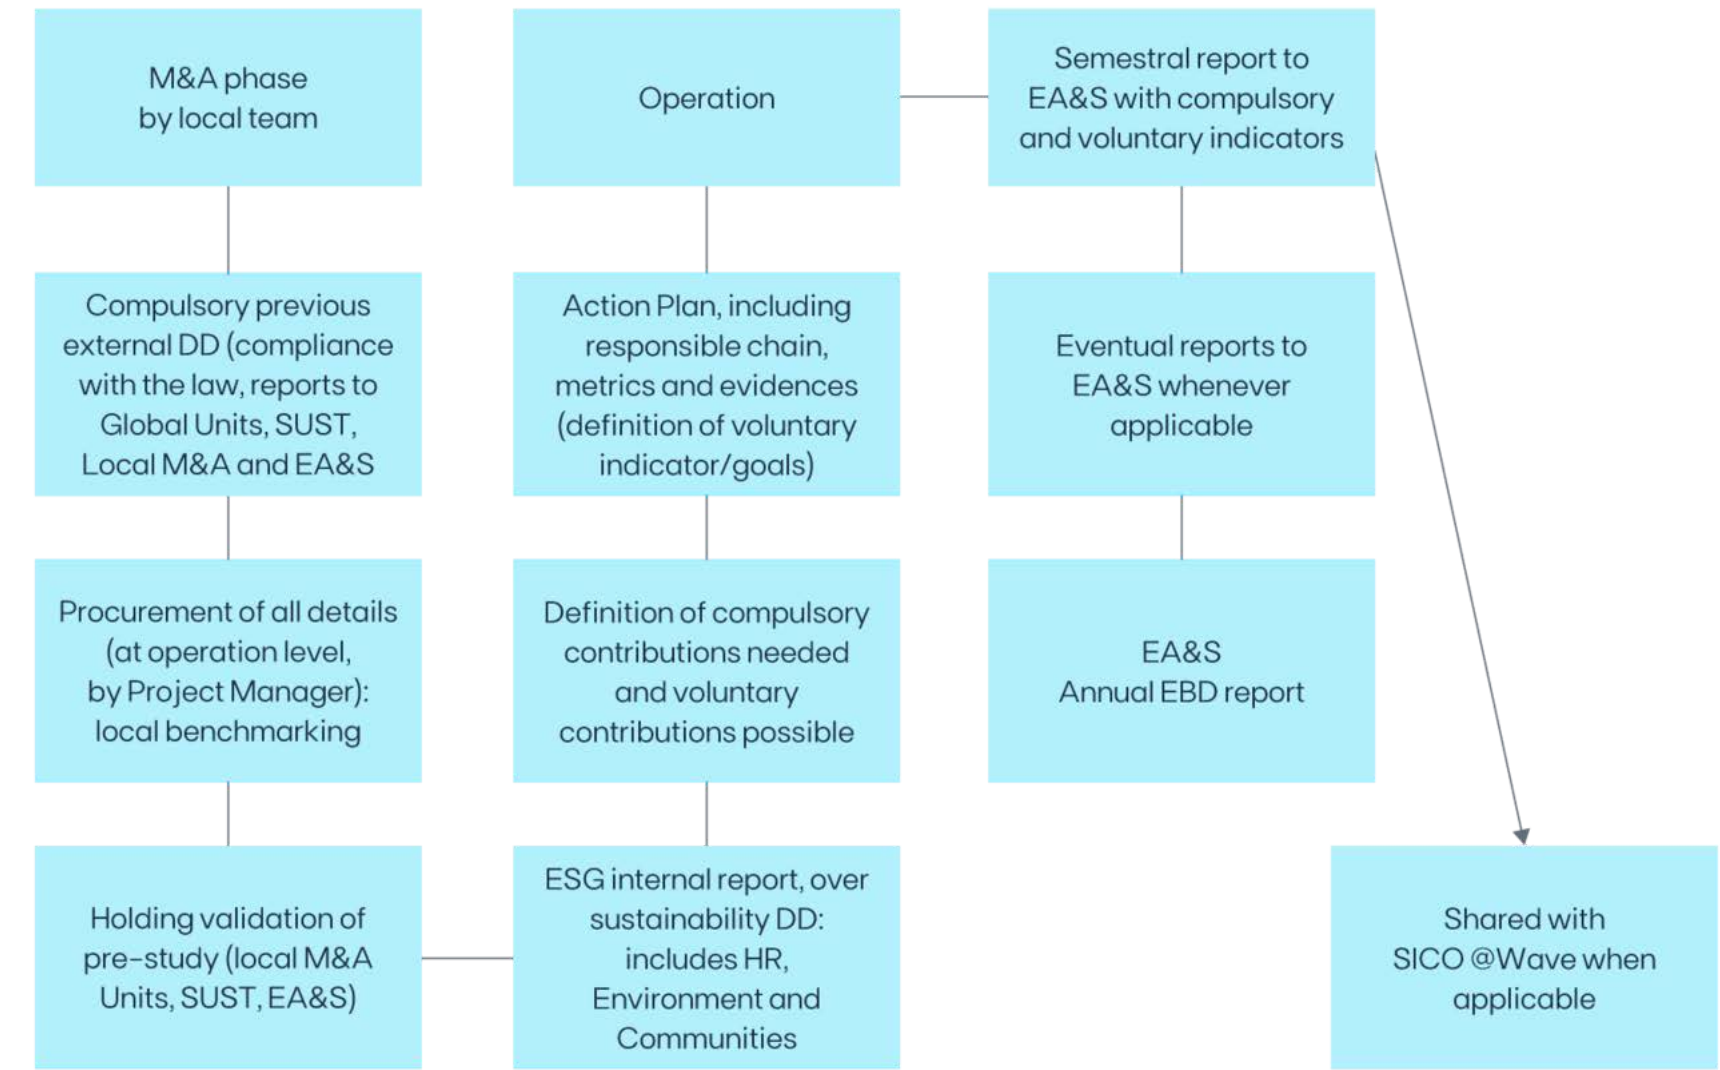 M&A phase
by local team
Compulsory previous
external DD (compliance
with the law, reports to
Global Units, SUST,
Local M&A and EA&S
Procurement of all details
(at operation level,
by Project Manager):
local benchmarking
Holding validation of
pre-study (local M&A
Units, SUST, EA&S)
ESG internal report, over
sustainability DD:
includes HR,
Environment and
Communities
Definition of compulsory
contributions needed
and voluntary
contributions possible
Action Plan, including
responsible chain,
metrics and evidences
(definition of voluntary
indicator/goals)
Operation
Semestral report to
EA&S with compulsory
and voluntary indicators
Eventual reports to
EA&S whenever
applicable
EA&S
Annual EBD report
Shared with
SICO @Wave when
applicable